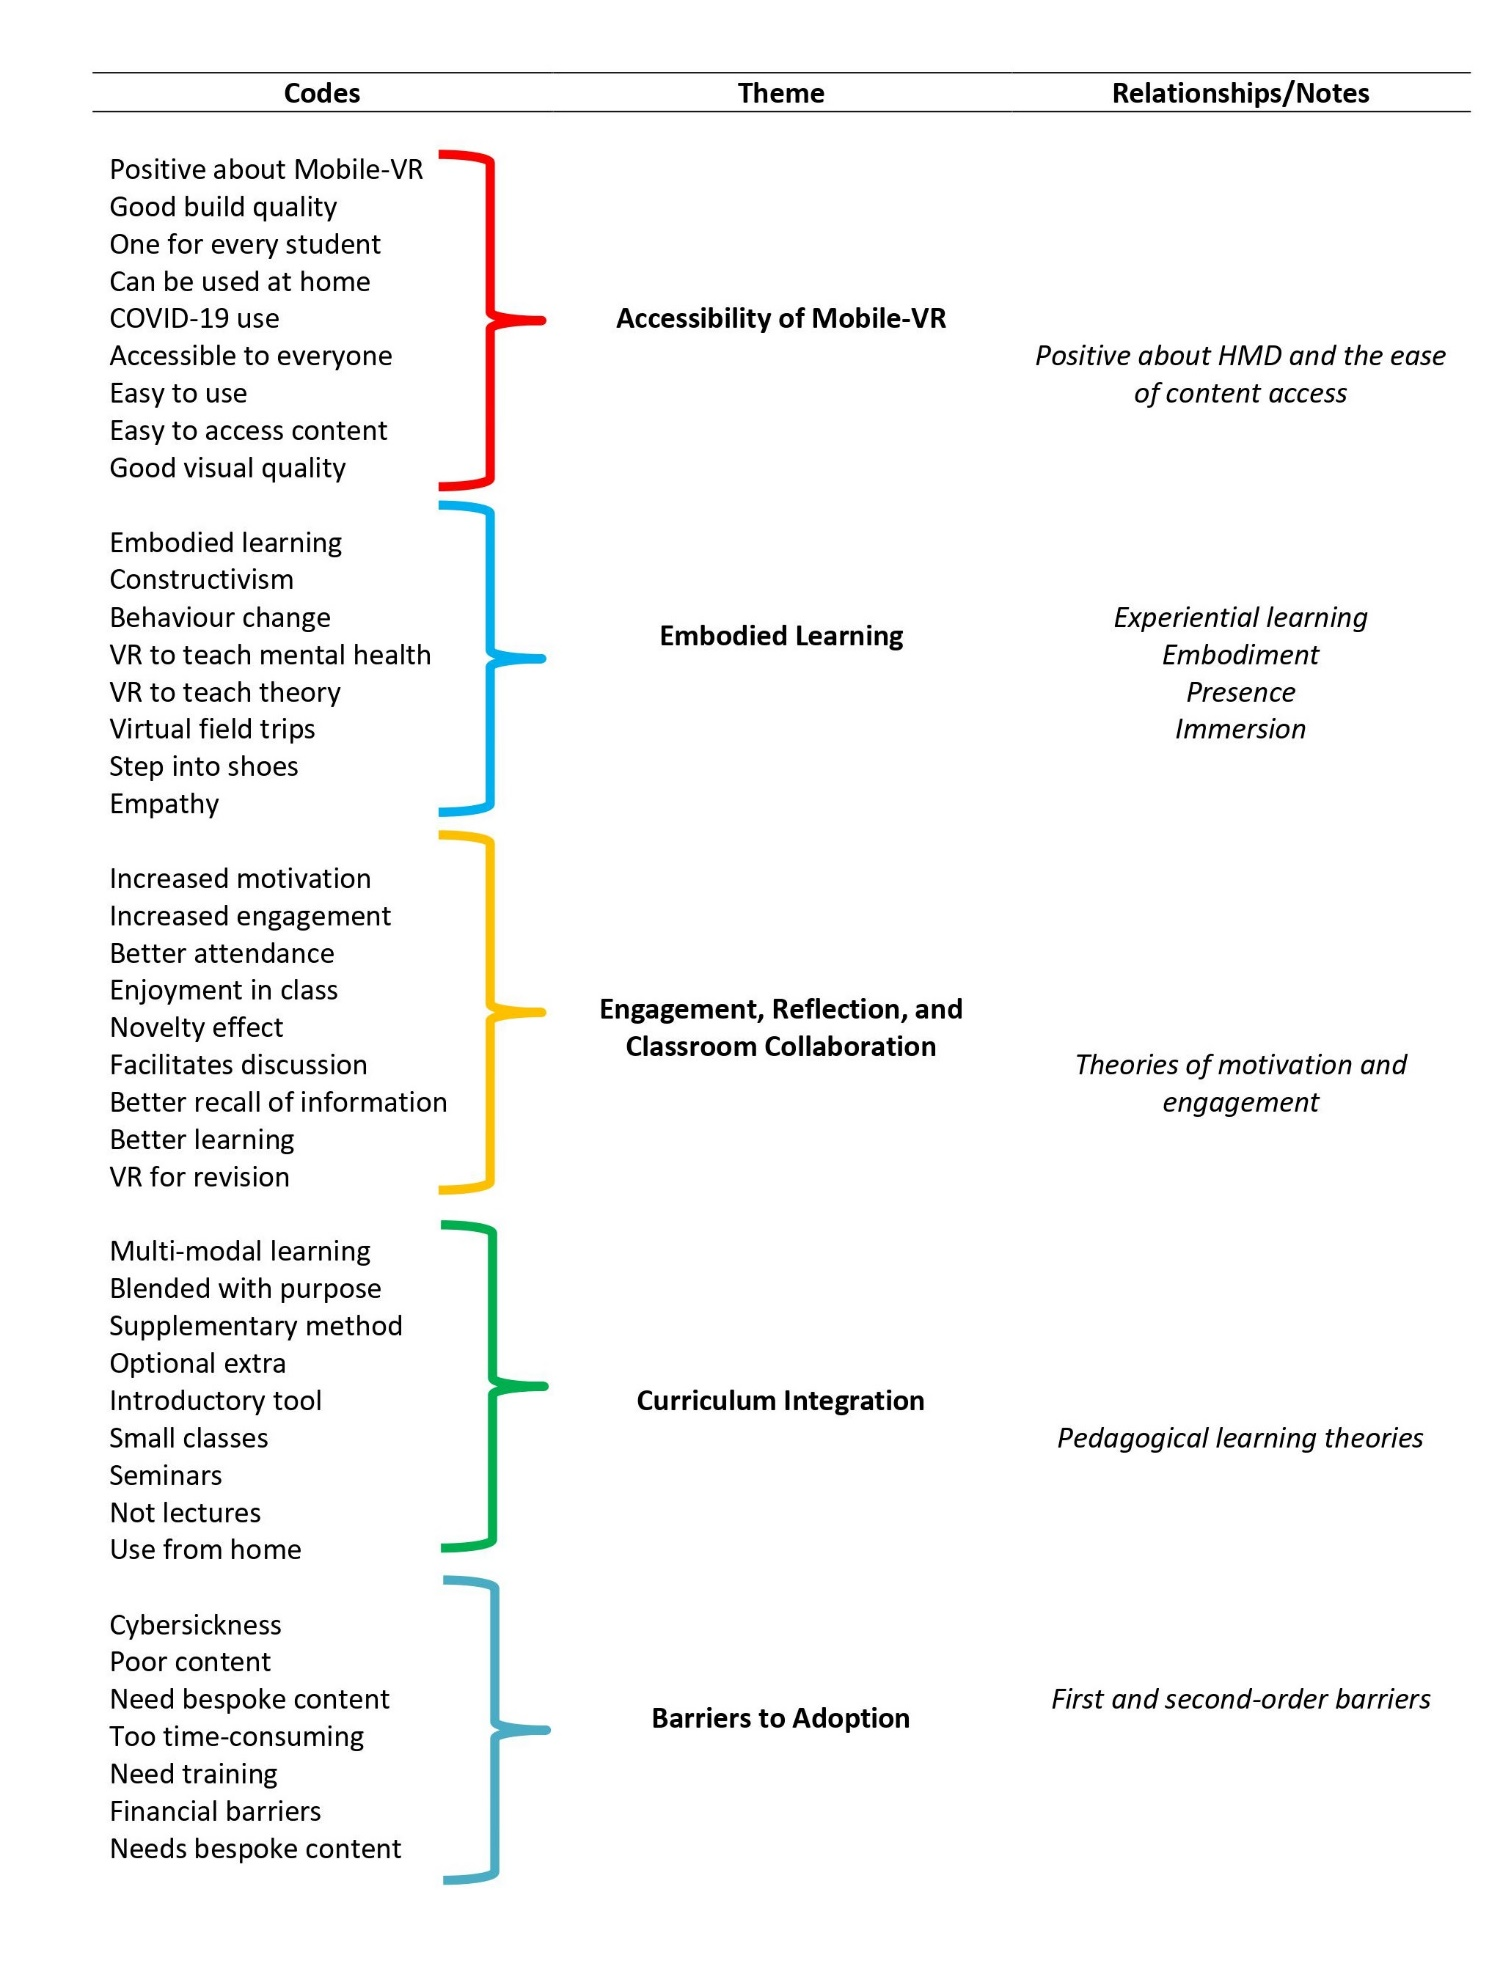 Codes Theme Relationships/Notes
Positive about Mobile-VR
Good build quality
One for every student
Can be used at home
COVID-19 use
Accessible to everyone
Easy to use
Easy to access content
Good visual quality
Accessibility of Mobile-VR
Positive about HMD and the ease
of content access
Embodied learning
Constructivism
Behaviour change
VR to teach mental health
VR to teach theory
Virtual field trips
Step into shoes
Empathy
Embodied Learning
Experiential learning
Embodiment
Presence
Immersion
Increased motivation
Increased engagement
Better attendance
Enjoyment in class
Novelty effect
Facilitates discussion
Better recall of information
Better learning
VR for revision
Engagement, Reflection, and
Classroom Collaboration
Theories of motivation and
engagement
Multi-modal learning
Blended with purpose
Supplementary method
Optional extra
Introductory tool
Small classes
Seminars
Not lectures
Use from home
Curriculum Integration
Pedagogical learning theories
Cybersickness
Poor content
Need bespoke content
Too time-consuming
Need training
Financial barriers
Needs bespoke content
Barriers to Adoption
First and second-order barriers